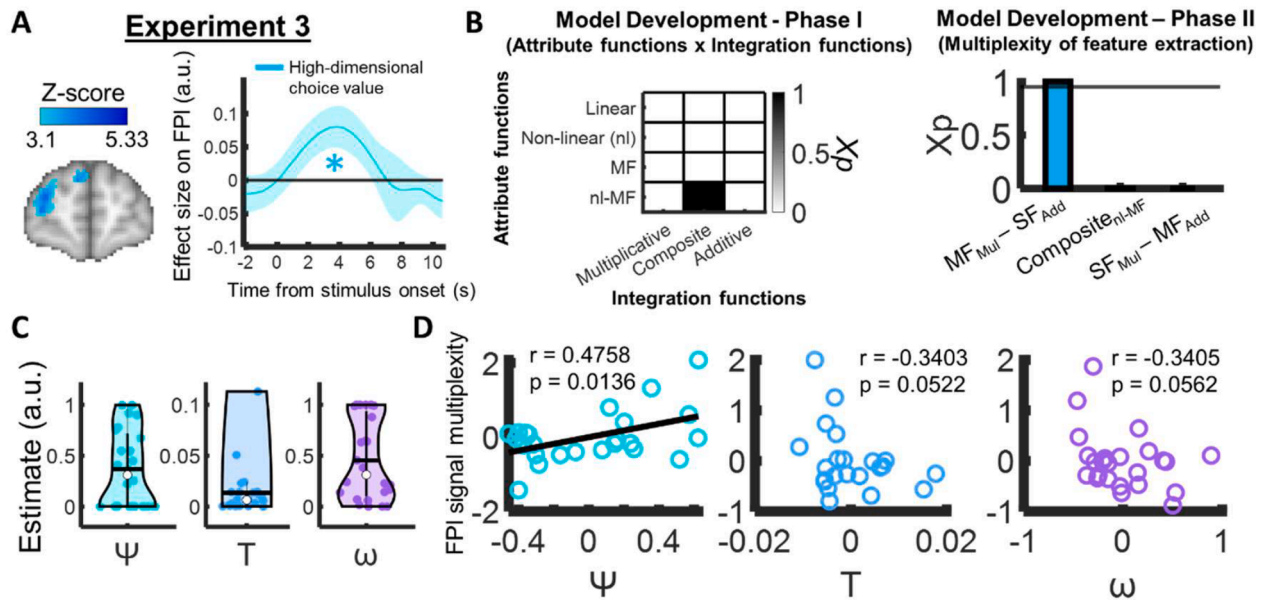 A
Experiment 3
Z-score
3.1 5.33
Effect size on FPI (a.u.)
High-dimensional
choice value
0.1
0.05
0
-0.05
-0.1
*
-2 0 2 4 6 8 10
Time from stimulus onset (s)
B
Model Development - Phase I
(Attribute functions x Integration functions)
Attribute functions
Linear
Non-linear (nl)
MF
nl-MF
Multiplicative
Composite
Additive
Integration functions
1
0.5
0
Xp
Model Development – Phase II
(Multiplexity of feature extraction)
Xp
1
0.5
0
MFMul – SFAdd
Compositenl-MF
SFMul – MFAdd
C
Estimate (a.u.)
1
0.5
0
Ψ
0.1
0.05
0
T
1
0.5
0
ω
D
FPI signal multiplexity
2
0
-2
r = 0.4758
p = 0.0136
-0.4 0 0.4
Ψ
2
1
0
-1
r = -0.3403
p = 0.0522
-0.02 0 0.02
T
2
1
0
-1
r = -0.3405
p = 0.0562
-1 0 1
ω